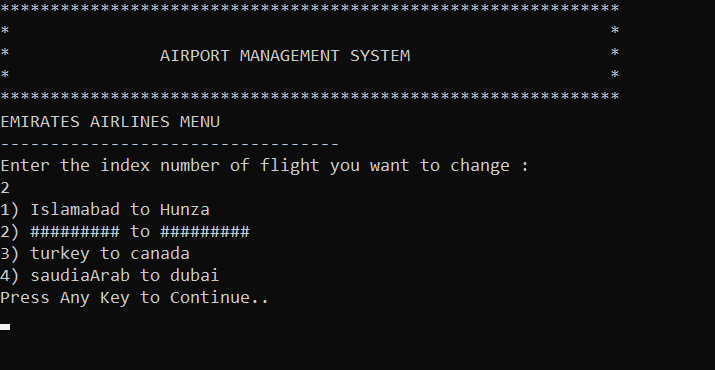 **************************************************************
*                                                            *
*               AIRPORT MANAGEMENT SYSTEM                    *
*                                                            *
**************************************************************
EMIRATES AIRLINES MENU
----------------------------------
Enter the index number of flight you want to change :
2
1) Islamabad to Hunza
2) ######### to #########
3) turkey to canada
4) saudiaArab to dubai
Press Any Key to Continue..